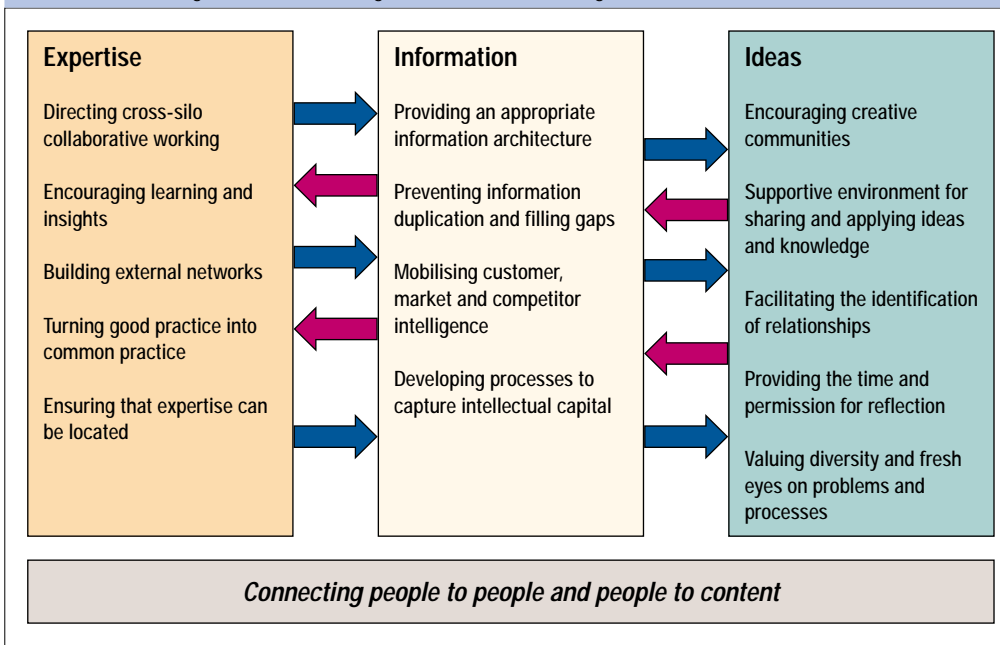 Expertise
Directing cross-silo
collaborative working
Encouraging learning and
insights
Building external networks
Turning good practice into
common practice
Ensuring that expertise can
be located
Information
Providing an appropriate
information architecture
Preventing information
duplication and filling gaps
Mobilising customer,
market and competitor
intelligence
Developing processes to
capture intellectual capital
Ideas
Encouraging creative
communities
Supportive environment for
sharing and applying ideas
and knowledge
Facilitating the identification
of relationships
Providing the time and
permission for reflection
Valuing diversity and fresh
eyes on problems and
processes
Connecting people to people and people to content